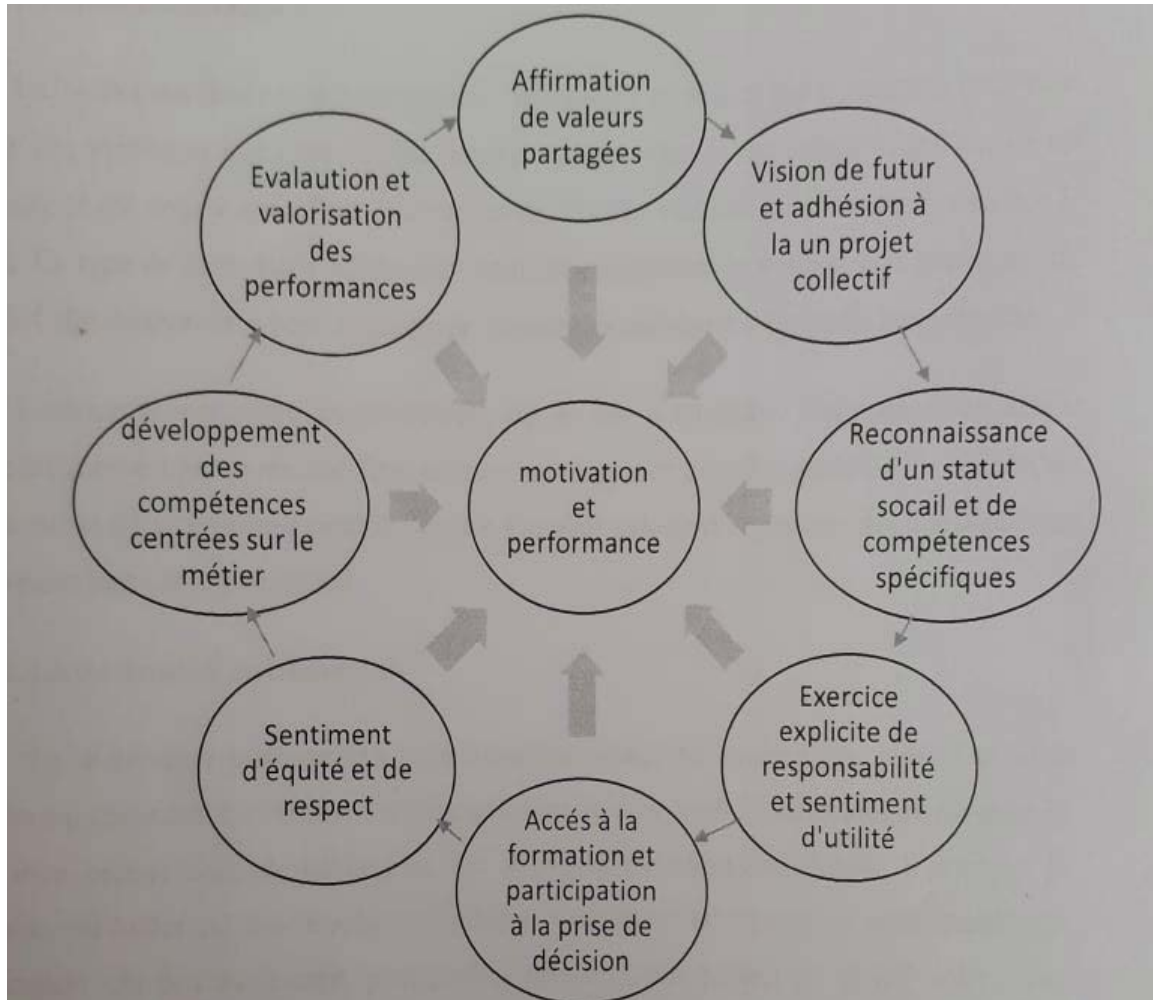 Affirmation
de valeurs
partagées
Vision de futur
et adhésion à
la un projet
collectif
Reconnaissance
d'un statut
socail et de
compétences
spécifiques
Exercice
explicite de
responsabilité
et sentiment
d'utilité
Accés à la
formation et
participation
à la prise de
décision
Sentiment
d'équité et de
respect
développement
des
compétences
centrées sur le
métier
Evalaution et
valorisation
des
performances
motivation
et
performance